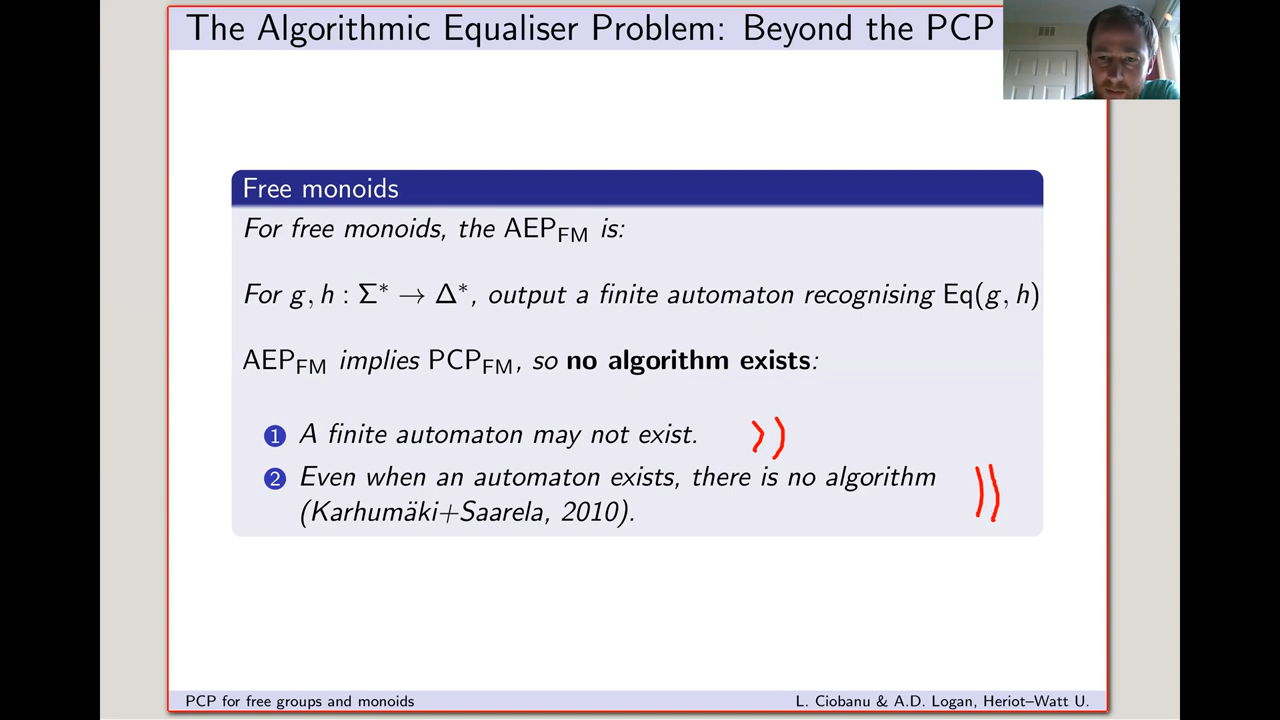 The Algorithmic Equaliser Problem: Beyond the PCP
Free monoids
For free monoids, the AEP_FM is:
For g, h : Σ* → Δ*, output a finite automaton recognising Eq(g, h)
AEP_FM implies PCP_FM, so no algorithm exists:
1 A finite automaton may not exist.
2 Even when an automaton exists, there is no algorithm
(Karhumäki+Saarela, 2010).
PCP for free groups and monoids
L. Ciobanu & A.D. Logan, Heriot–Watt U.